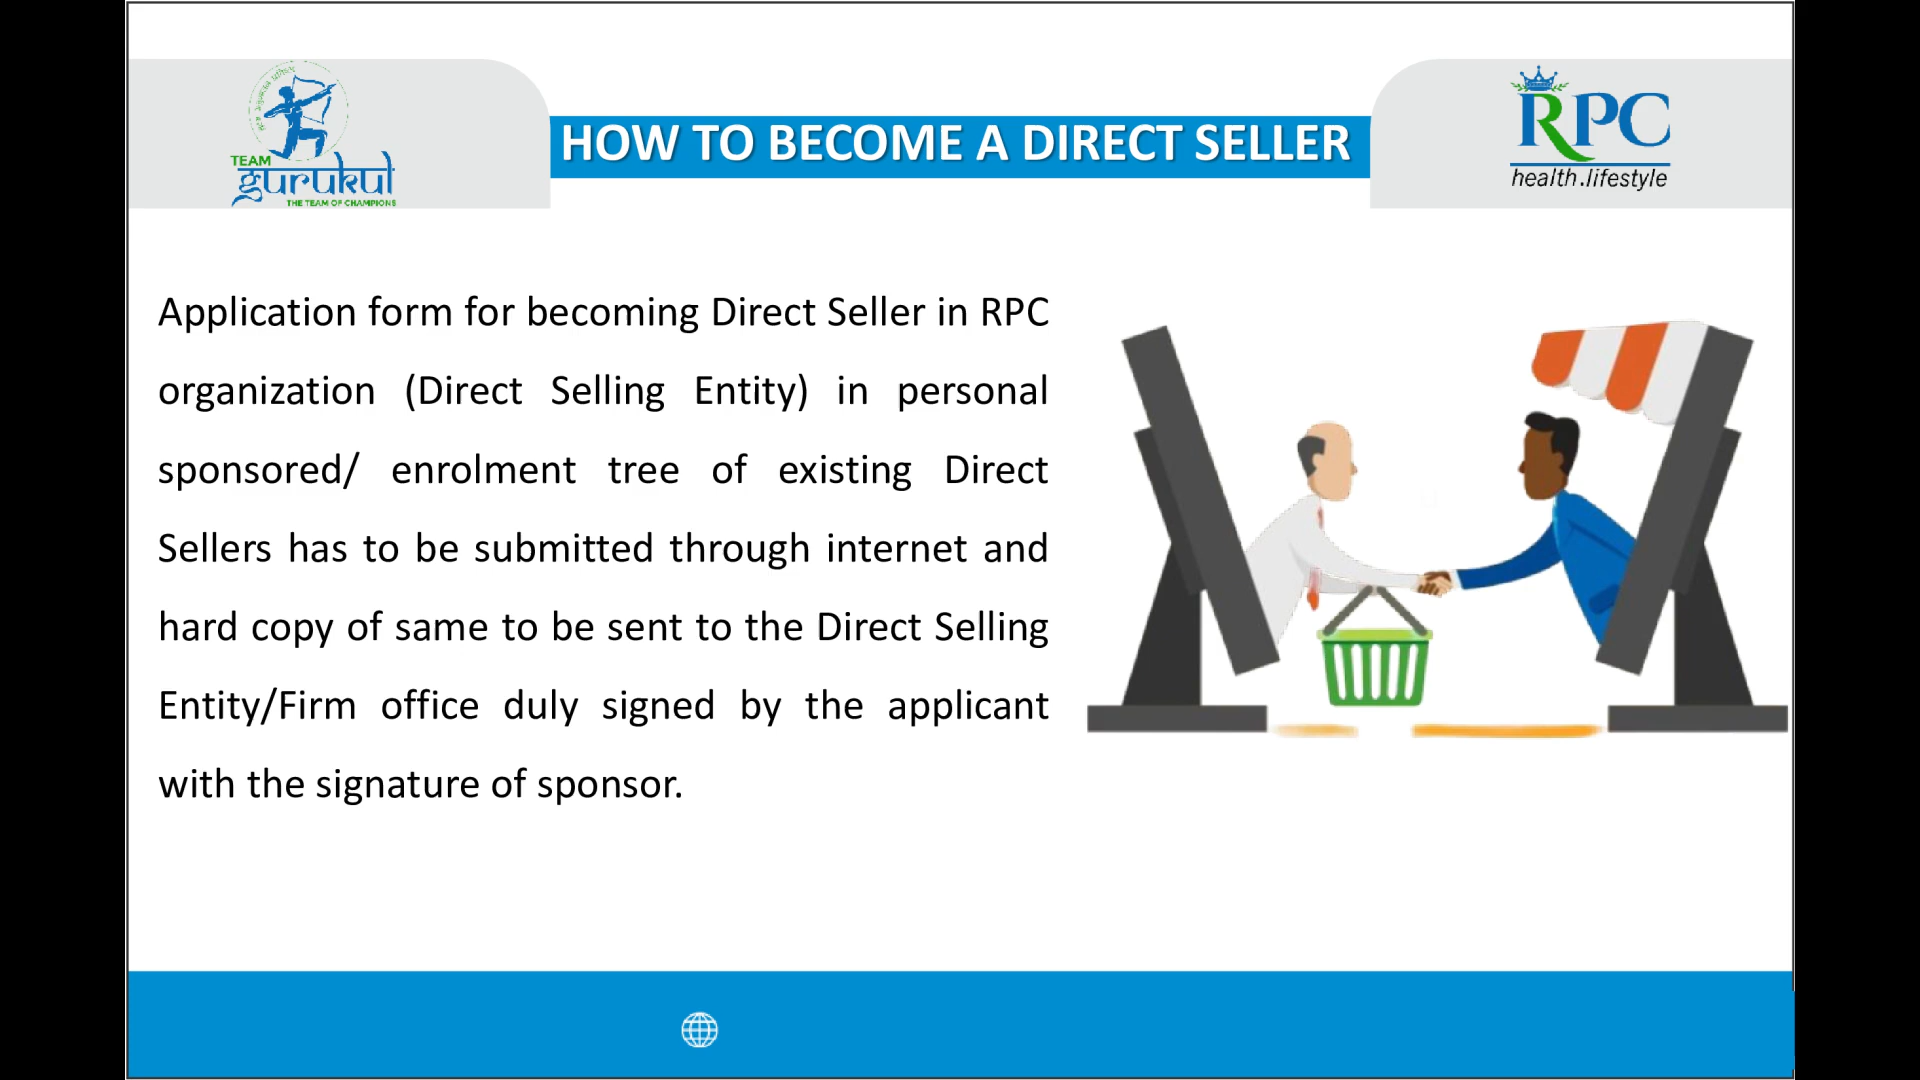 TEAM
gurukul
THE TEAM OF CHAMPIONS
HOW TO BECOME A DIRECT SELLER
RPC
health.lifestyle
Application form for becoming Direct Seller in RPC
organization (Direct Selling Entity) in personal
sponsored/ enrolment tree of existing Direct
Sellers has to be submitted through internet and
hard copy of same to be sent to the Direct Selling
Entity/Firm office duly signed by the applicant
with the signature of sponsor.